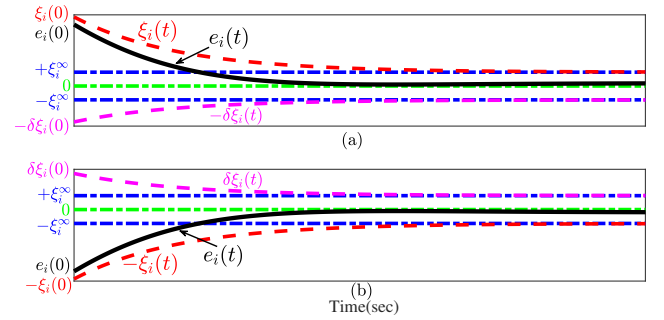 ξᵢ(0)
ξᵢ(t)
eᵢ(0)
eᵢ(t)
+ξᵢ^∞
0
−ξᵢ^∞
−δξᵢ(0)
−δξᵢ(t)
(a)
δξᵢ(0)
δξᵢ(t)
+ξᵢ^∞
0
−ξᵢ^∞
eᵢ(t)
eᵢ(0)
−ξᵢ(t)
−ξᵢ(0)
(b)
Time(sec)